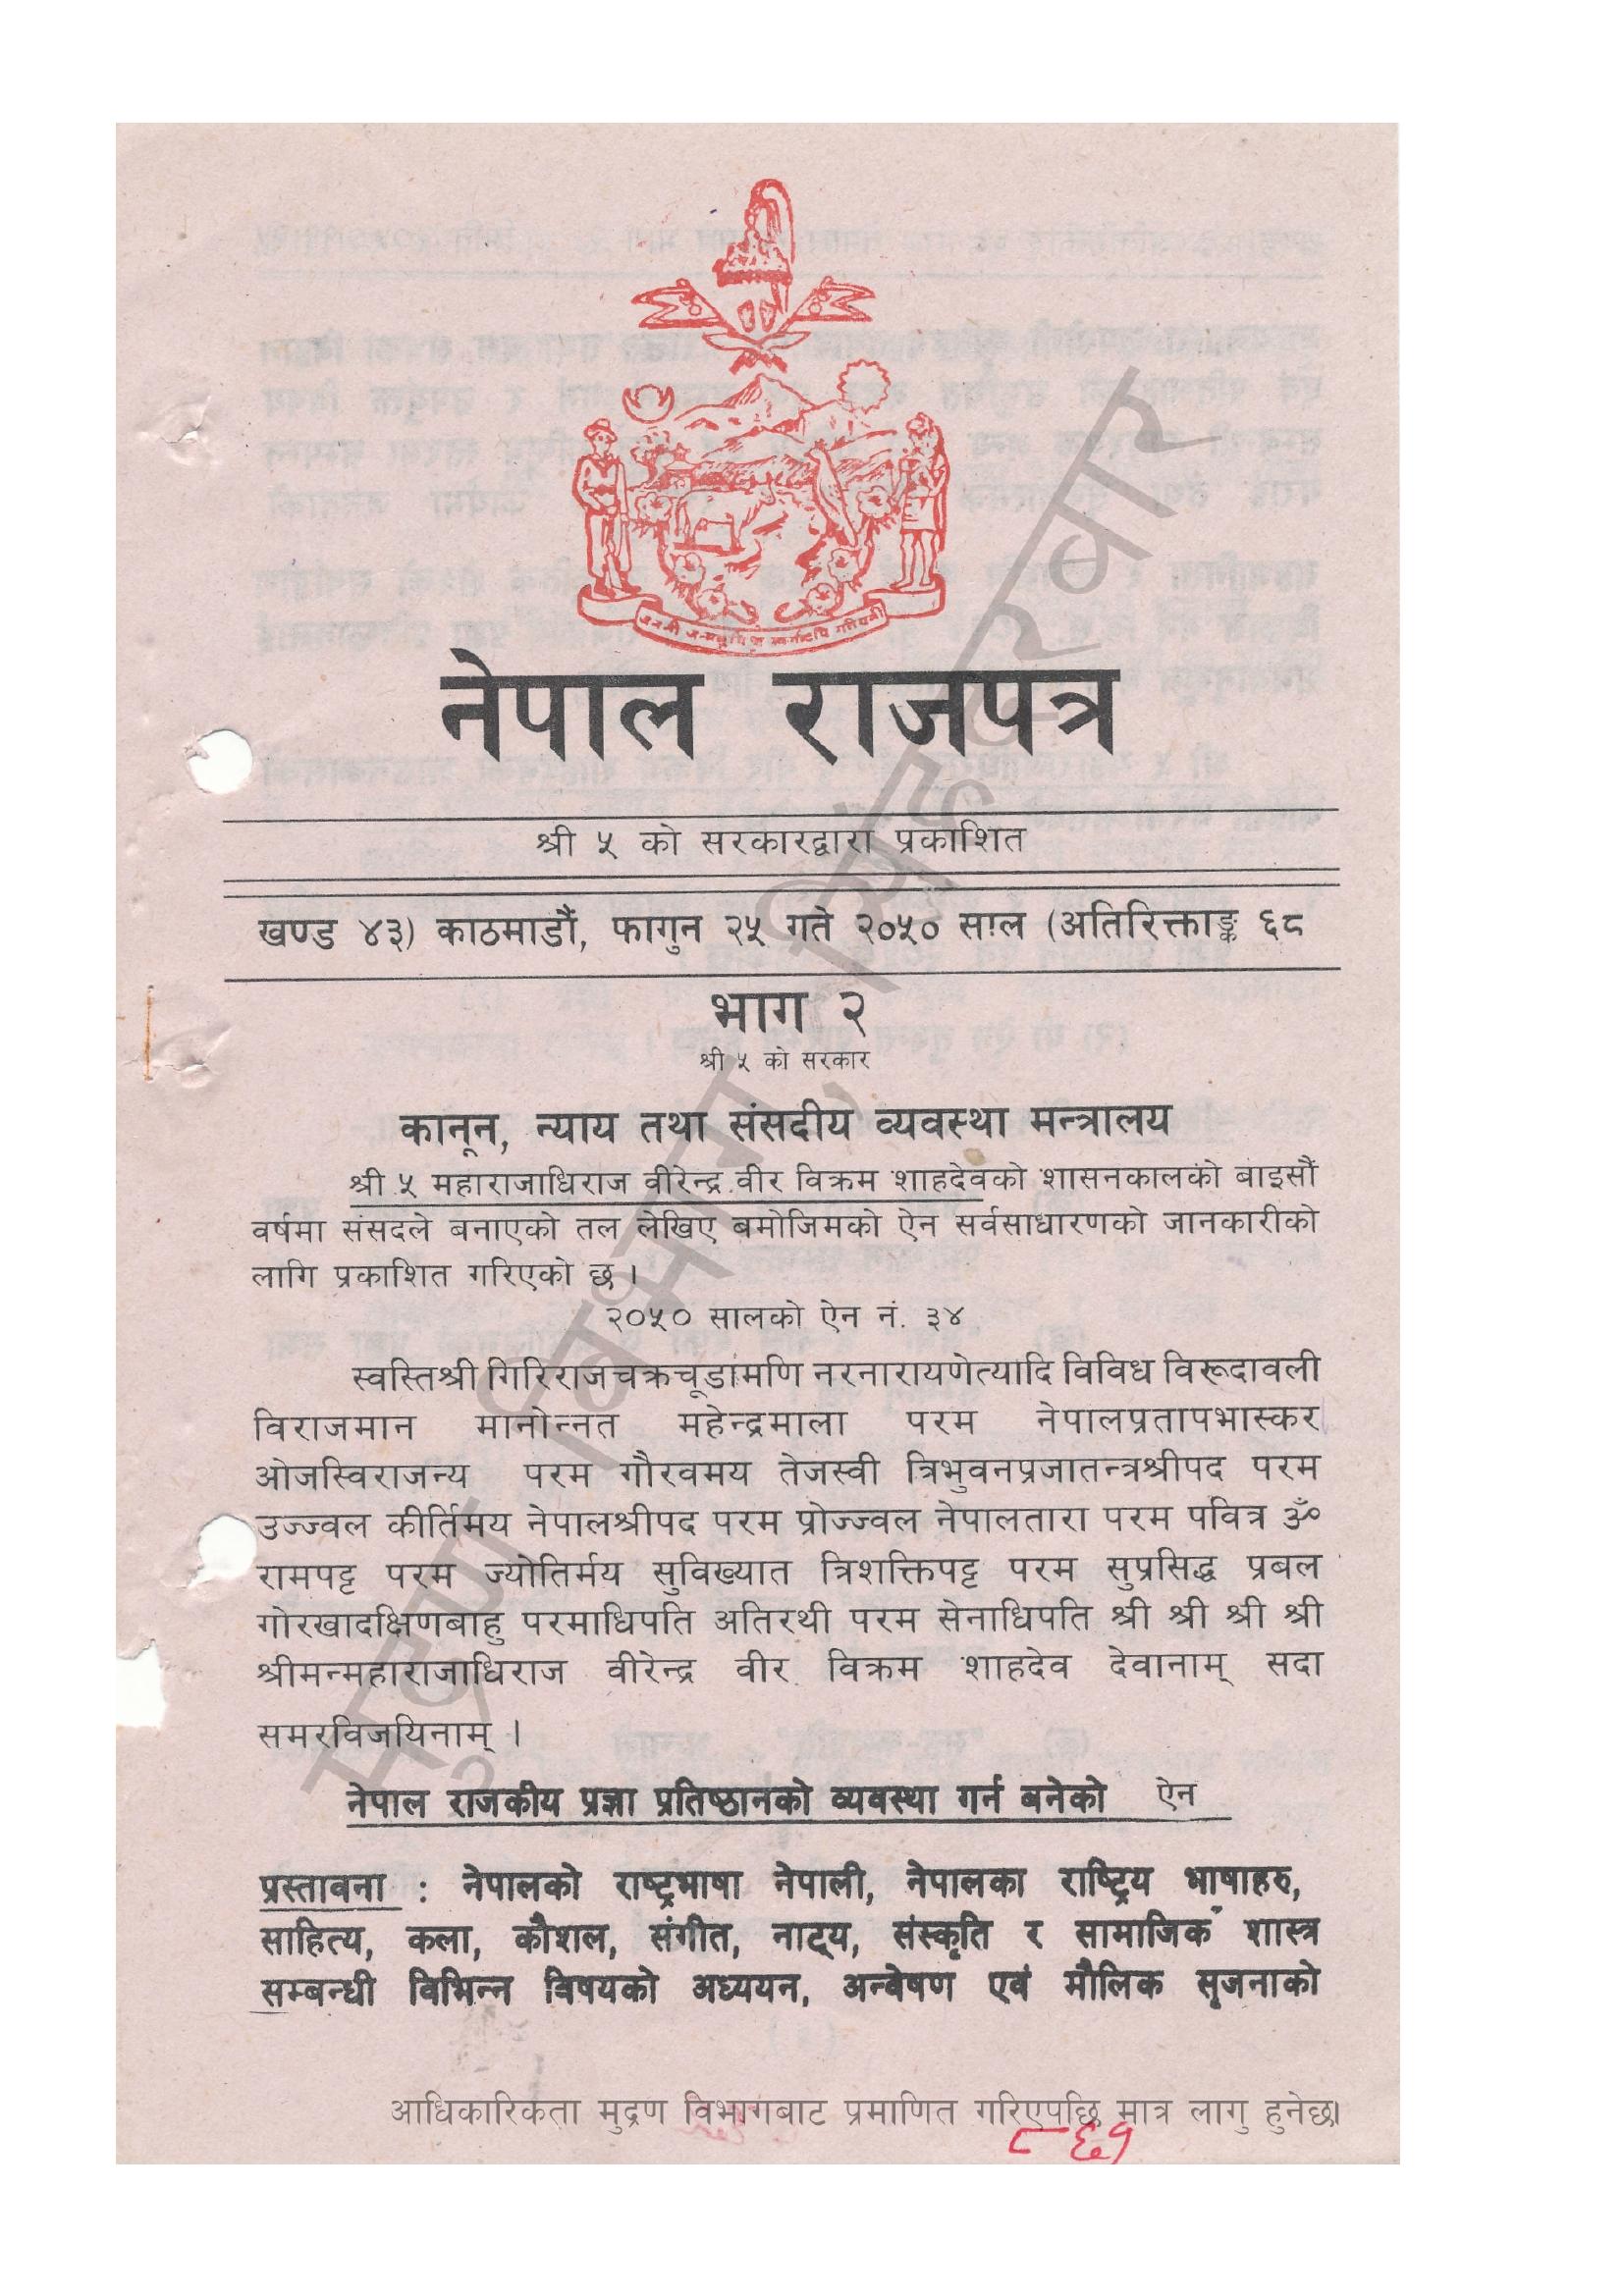 नेपाल राजपत्र
श्री ५ को सरकारद्वारा प्रकाशित
खण्ड ४३) काठमाडौं, फागुन २५ गते २०५० साल (अतिरिक्ताङ्क ६८
भाग २
श्री ५ को सरकार
कानून, न्याय तथा संसदीय व्यवस्था मन्त्रालय
श्री ५ महाराजाधिराज वीरेन्द्र वीर विक्रम शाहदेवको शासनकालको बाइसौं
वर्षमा संसदले बनाएको तल लेखिए बमोजिमको ऐन सर्वसाधारणको जानकारीको
लागि प्रकाशित गरिएको छ ।
२०५० सालको ऐन नं. ३४
स्वस्तिश्री गिरिराजचक्रचूडामणि नरनारायणेत्यादि विविध विरूदावली
विराजमान मानोन्नत महेन्द्रमाला परम नेपालप्रतापभास्कर
ओजस्विराजन्य परम गौरवमय तेजस्वी त्रिभुवनप्रजातन्त्रश्रीपद परम
उज्ज्वल कीर्तिमय नेपालश्रीपद परम प्रोज्ज्वल नेपालतारा परम पवित्र ॐ
रामपट्ट परम ज्योतिर्मय सुविख्यात त्रिशक्तिपट्ट परम सुप्रसिद्ध प्रबल
गोरखादक्षिणबाहु परमाधिपति अतिरथी परम सेनाधिपति श्री श्री श्री श्री
श्रीमन्महाराजाधिराज वीरेन्द्र वीर विक्रम शाहदेव देवानाम् सदा
समरविजयिनाम् ।
नेपाल राजकीय प्रज्ञा प्रतिष्ठानको व्यवस्था गर्न बनेको ऐन
प्रस्तावना : नेपालको राष्ट्रभाषा नेपाली, नेपालका राष्ट्रिय भाषाहरु,
साहित्य, कला, कौशल, संगीत, नाट्य, संस्कृति र सामाजिक शास्त्र
सम्बन्धी विभिन्न विषयको अध्ययन, अन्वेषण एवं मौलिक सृजनाको
आधिकारिकता मुद्रण विभागबाट प्रमाणित गरिएपछि मात्र लागु हुनेछ।
८६१
मुद्रण विभाग, सिंहदरवार